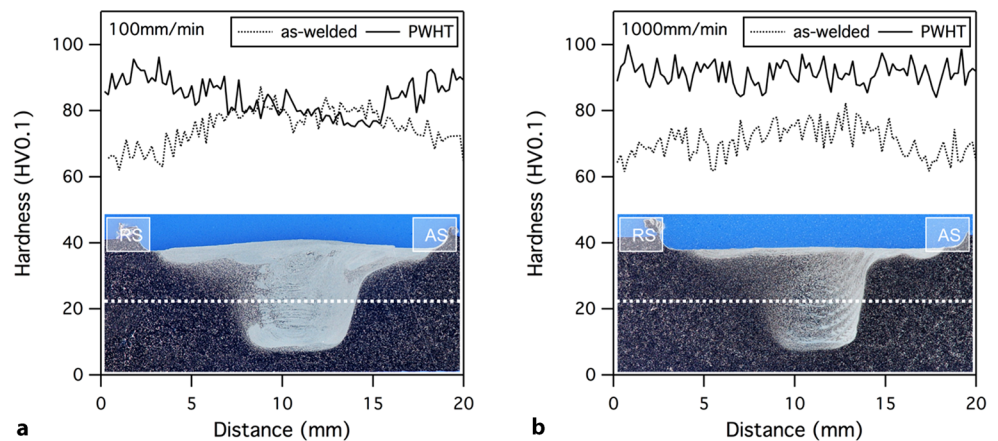 100mm/min
as-welded
PWHT
100
80
60
40
20
0
Hardness (HV0.1)
RS
AS
0
5
10
15
20
Distance (mm)
a
1000mm/min
as-welded
PWHT
100
80
60
40
20
0
Hardness (HV0.1)
RS
AS
0
5
10
15
20
Distance (mm)
b